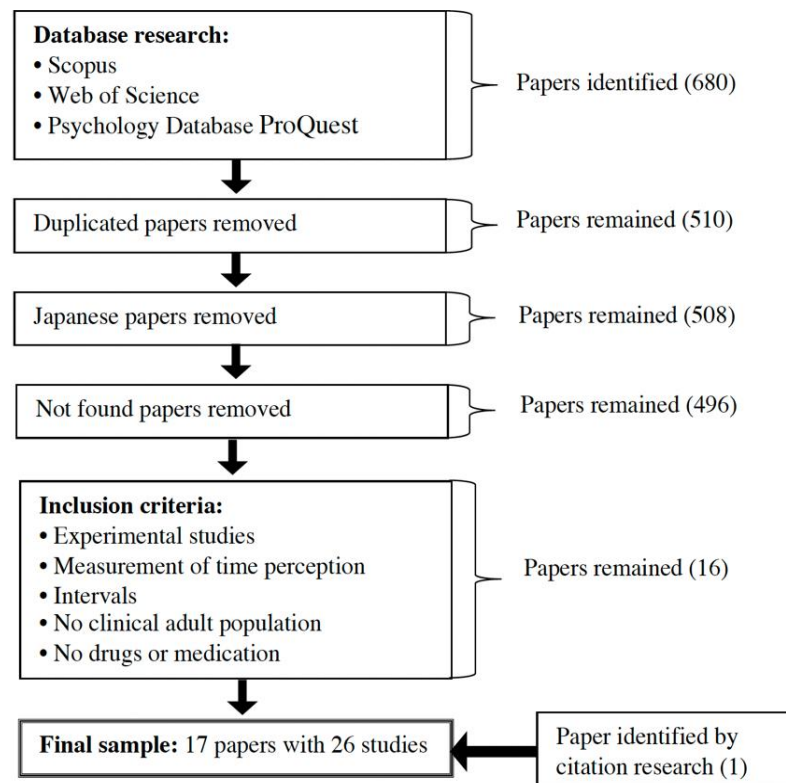 Database research:
• Scopus
• Web of Science
• Psychology Database ProQuest
Papers identified (680)
Duplicated papers removed
Papers remained (510)
Japanese papers removed
Papers remained (508)
Not found papers removed
Papers remained (496)
Inclusion criteria:
• Experimental studies
• Measurement of time perception
• Intervals
• No clinical adult population
• No drugs or medication
Papers remained (16)
Final sample: 17 papers with 26 studies
Paper identified by
citation research (1)